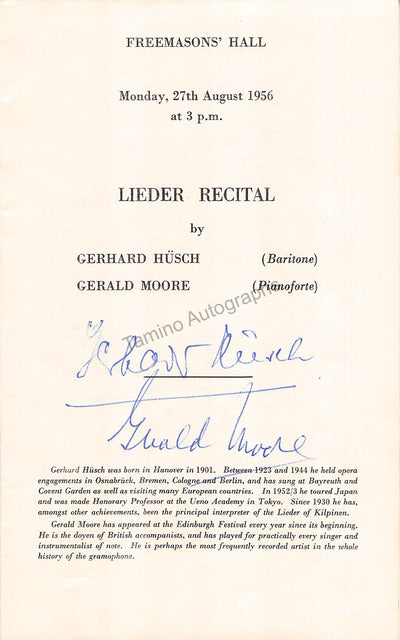 FREEMASONS' HALL
Monday, 27th August 1956
at 3 p.m.
LIEDER RECITAL
by
GERHARD HÜSCH (Baritone)
GERALD MOORE (Pianoforte)
Tamino Autographs
Gerhard Hüsch
Gerald Moore
Gerhard Hüsch was born in Hanover in 1901. Between 1923 and 1944 he held opera
engagements in Osnabrück, Bremen, Cologne and Berlin, and has sung at Bayreuth and
Covent Garden as well as visiting many European countries. In 1952/3 he toured Japan
and was made Honorary Professor at the Ueno Academy in Tokyo. Since 1930 he has,
amongst other achievements, been the principal interpreter of the Lieder of Kilpinen.
Gerald Moore has appeared at the Edinburgh Festival every year since its beginning.
He is the doyen of British accompanists, and has played for practically every singer and
instrumentalist of note. He is perhaps the most frequently recorded artist in the whole
history of the gramophone.